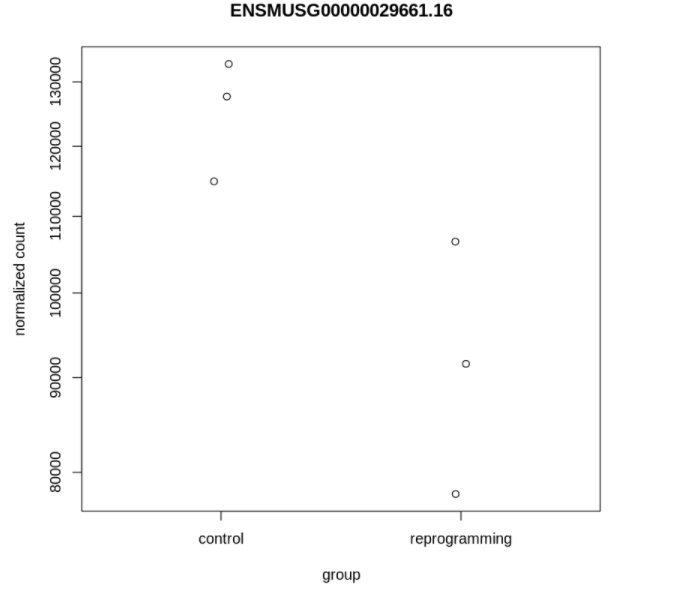 ENSMUSG00000029661.16
130000
120000
110000
100000
90000
80000
normalized count
control
reprogramming
group